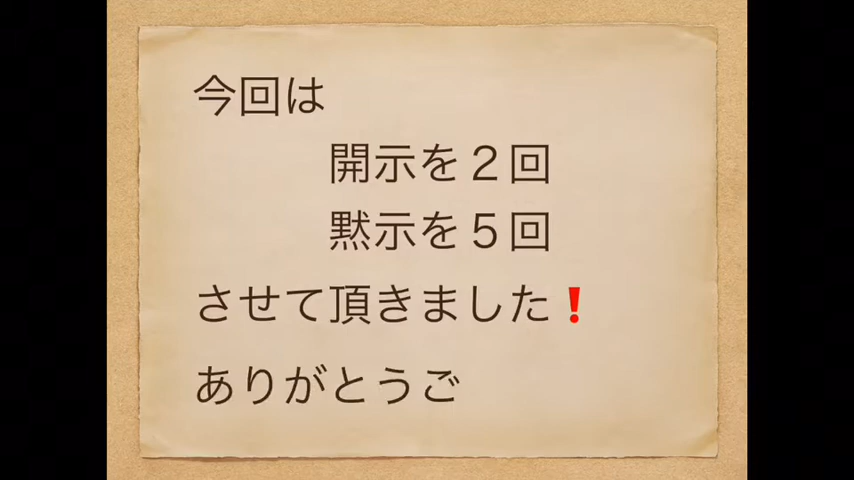 今回は
開示を２回
黙示を５回
させて頂きました❗
ありがとうご